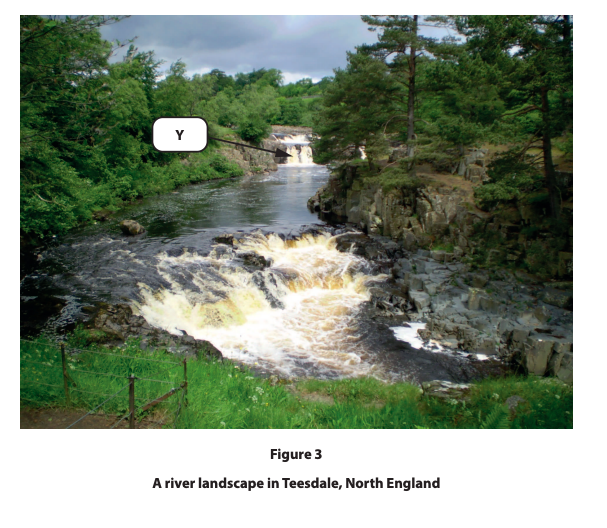 Y
Figure 3
A river landscape in Teesdale, North England